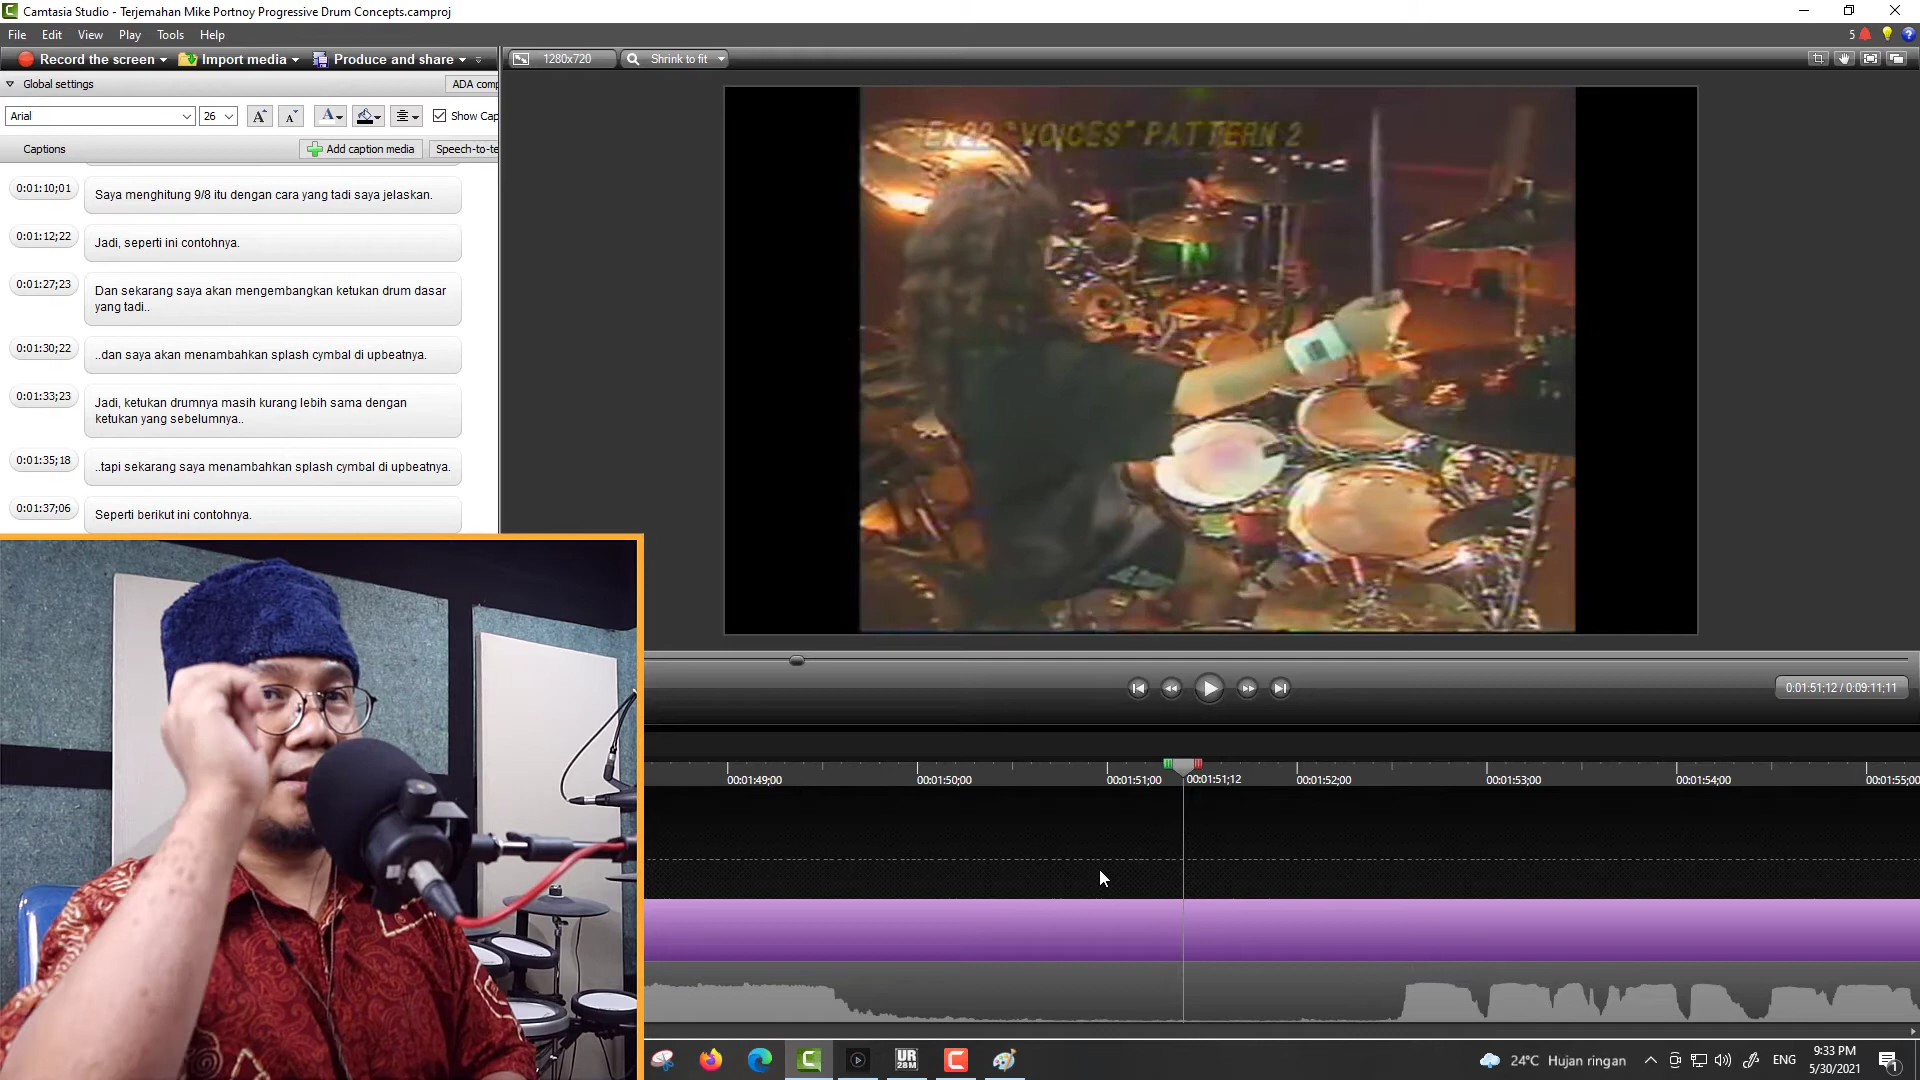 Camtasia Studio - Terjemahan Mike Portnoy Progressive Drum Concepts.camproj
File Edit View Play Tools Help
5
Record the screen Import media Produce and share
1280x720 Shrink to fit
Global settings
ADA comp
Arial 26
Show Cap
Captions
Add caption media
Speech-to-te
0:01:10;01 Saya menghitung 9/8 itu dengan cara yang tadi saya jelaskan.
0:01:12;22 Jadi, seperti ini contohnya.
0:01:27;23 Dan sekarang saya akan mengembangkan ketukan drum dasar
yang tadi..
0:01:30;22 ..dan saya akan menambahkan splash cymbal di upbeatnya.
0:01:33;23 Jadi, ketukan drumnya masih kurang lebih sama dengan
ketukan yang sebelumnya..
0:01:35;18 ..tapi sekarang saya menambahkan splash cymbal di upbeatnya.
0:01:37;06 Seperti berikut ini contohnya.
EX22 "VOICES" PATTERN 2
0:01:51;12 / 0:09:11;11
00:01:49;00 00:01:50;00 00:01:51;00 00:01:51;12 00:01:52;00 00:01:53;00 00:01:54;00 00:01:55;00
UR
28M
24°C Hujan ringan
ENG
9:33 PM
5/30/2021
1